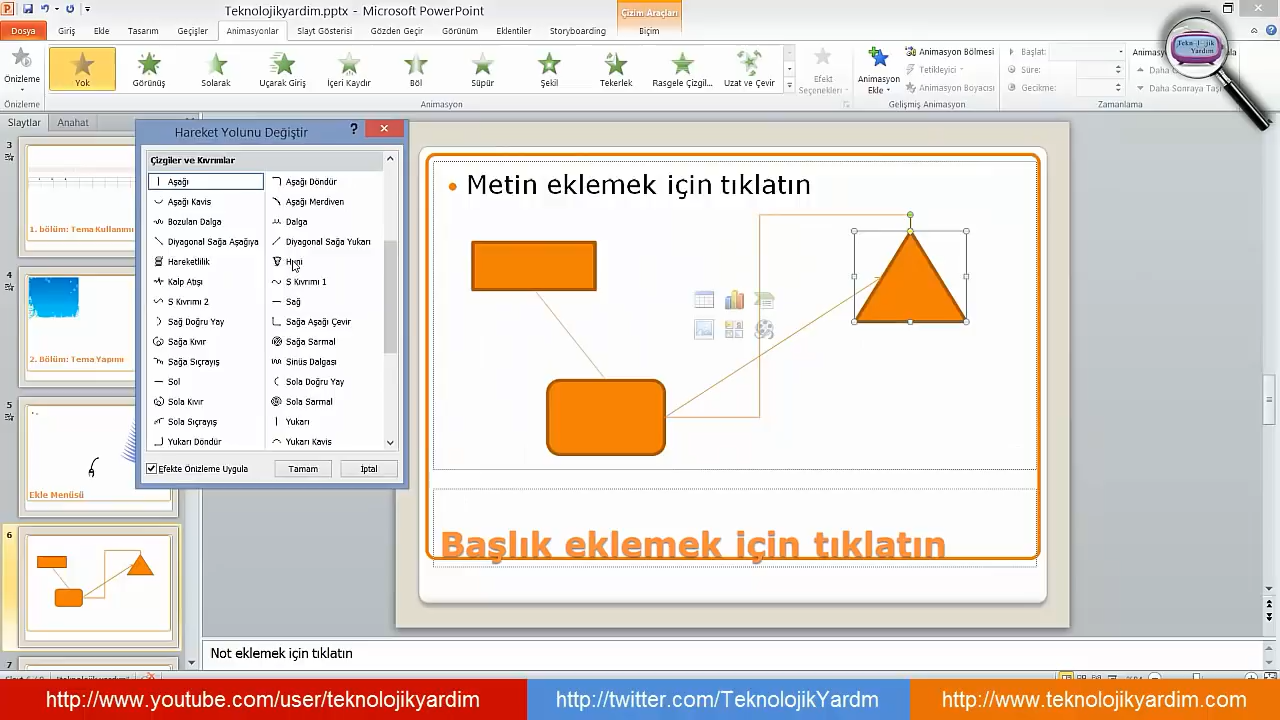 Teknolojikyardim.pptx - Microsoft PowerPoint
Çizim Araçları
Dosya Giriş Ekle Tasarım Geçişler Animasyonlar Slayt Gösterisi Gözden Geçir Görünüm Eklentiler Storyboarding Biçim
Önizleme
Yok Görünüş Solarak Uçarak Giriş İçeri Kaydır Böl Süpür Şekil Tekerlek Rasgele Çizgil... Uzat ve Çevir
Efekt Seçenekleri
Animasyon Ekle
Animasyon Bölmesi
Tetikleyici
Animasyon Boyacısı
Başlat:
Süre:
Gecikme:
Önizleme Animasyon Gelişmiş Animasyon Zamanlama
Teknolojik
Yardım
Slaytlar Anahat
3
1. bölüm: Tema Kullanımı
4
2. Bölüm: Tema Yapımı
5
Ekle Menüsü
6
7
Hareket Yolunu Değiştir
Çizgiler ve Kıvrımlar
Aşağı Aşağı Döndür
Aşağı Kavis Aşağı Merdiven
Bozulan Dalga Dalga
Diyagonal Sağa Aşağıya Diyagonal Sağa Yukarı
Hareketlilik
Kalp Atışı S Kıvrımı 1
S Kıvrımı 2 Sağ
Sağ Doğru Yay Sağa Aşağı Çevir
Sağa Kıvır Sağa Sarmal
Sağa Sıçrayış Sinüs Dalgası
Sol Sola Doğru Yay
Sola Kıvır Sola Sarmal
Sola Sıçrayış Yukarı
Yukarı Döndür Yukarı Kavis
Efekte Önizleme Uygula Tamam İptal
• Metin eklemek için tıklatın
Başlık eklemek için tıklatın
Not eklemek için tıklatın
http://www.youtube.com/user/teknolojikyardim
http://twitter.com/TeknolojikYardm
http://www.teknolojikyardim.com